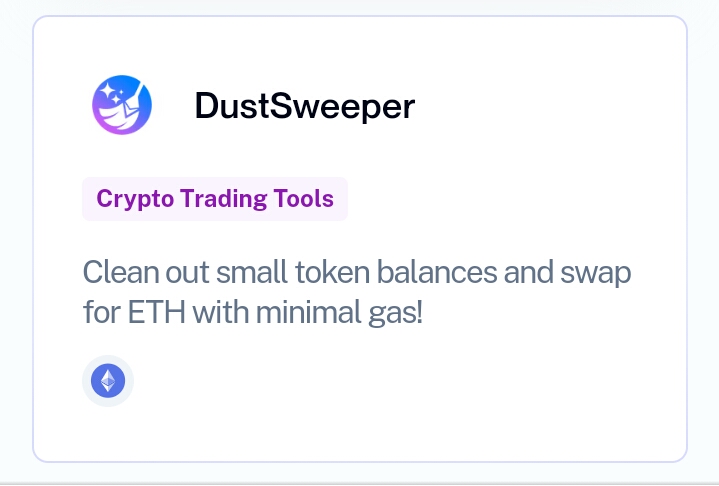 DustSweeper
Crypto Trading Tools
Clean out small token balances and swap
for ETH with minimal gas!